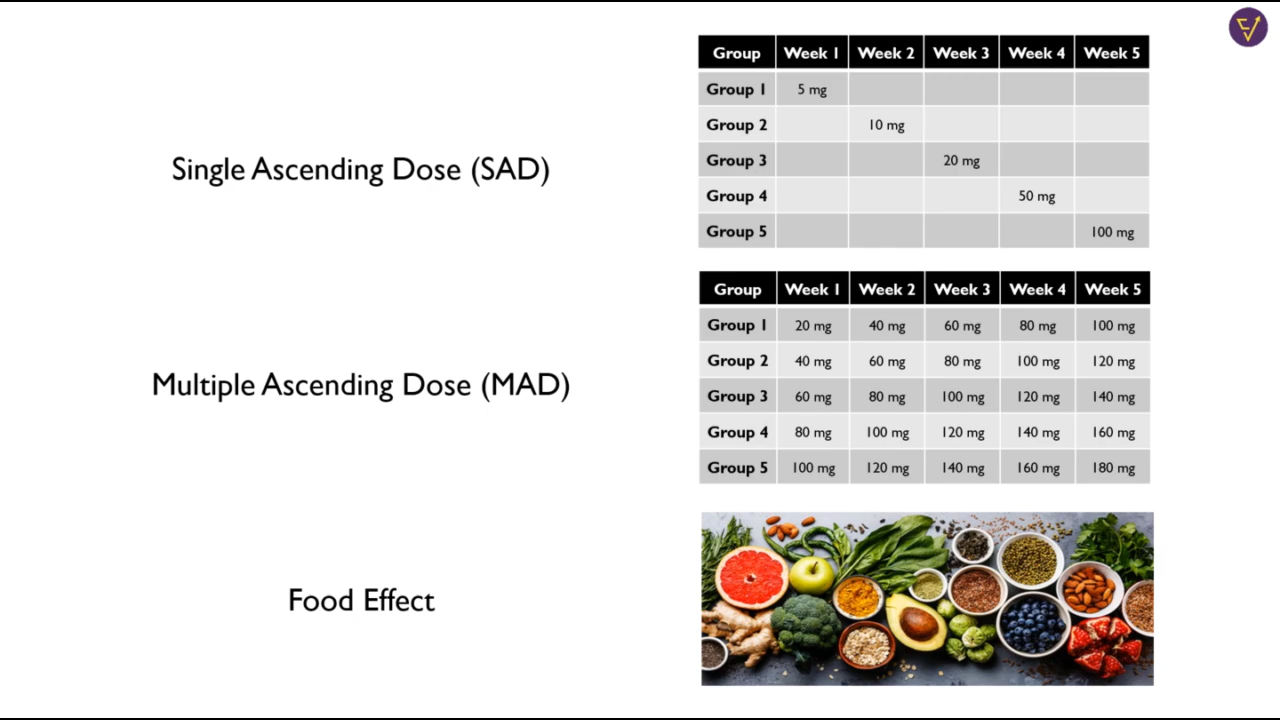 Single Ascending Dose (SAD)
Group Week 1 Week 2 Week 3 Week 4 Week 5
Group 1 5 mg
Group 2 10 mg
Group 3 20 mg
Group 4 50 mg
Group 5 100 mg
Multiple Ascending Dose (MAD)
Group Week 1 Week 2 Week 3 Week 4 Week 5
Group 1 20 mg 40 mg 60 mg 80 mg 100 mg
Group 2 40 mg 60 mg 80 mg 100 mg 120 mg
Group 3 60 mg 80 mg 100 mg 120 mg 140 mg
Group 4 80 mg 100 mg 120 mg 140 mg 160 mg
Group 5 100 mg 120 mg 140 mg 160 mg 180 mg
Food Effect